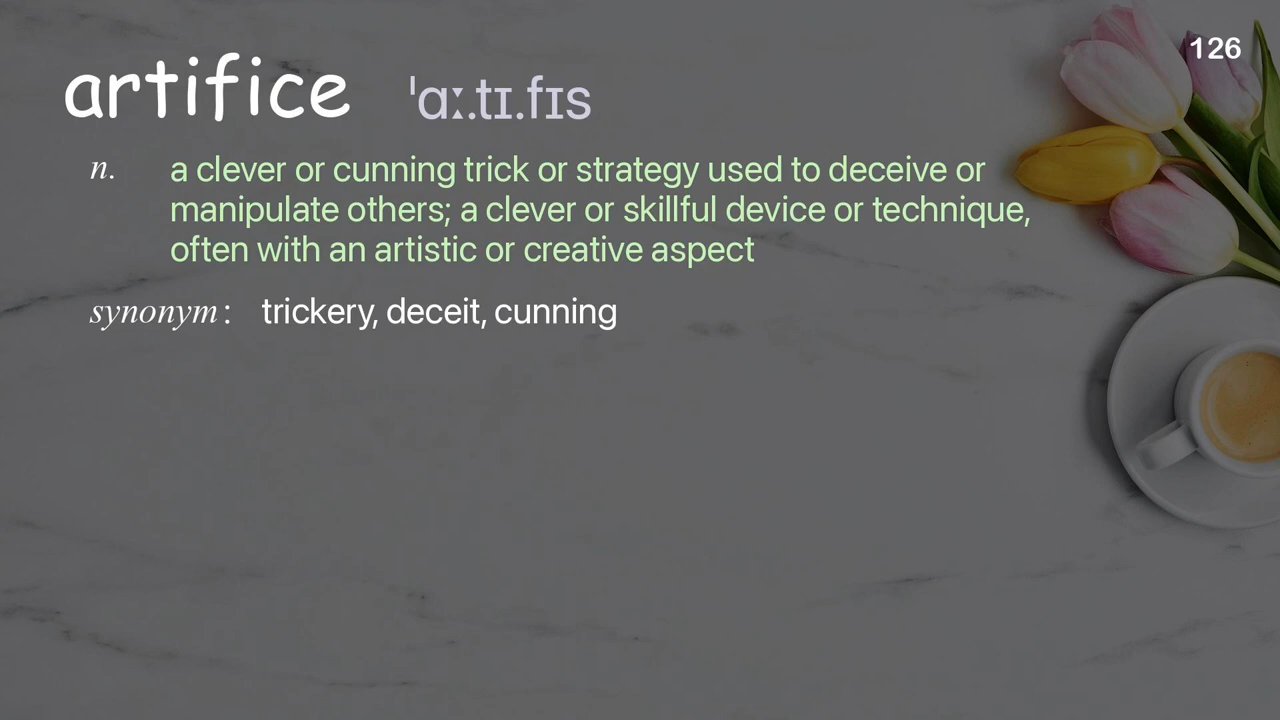 126
artifice ˈɑː.tɪ.fɪs
n. a clever or cunning trick or strategy used to deceive or
manipulate others; a clever or skillful device or technique,
often with an artistic or creative aspect
synonym: trickery, deceit, cunning